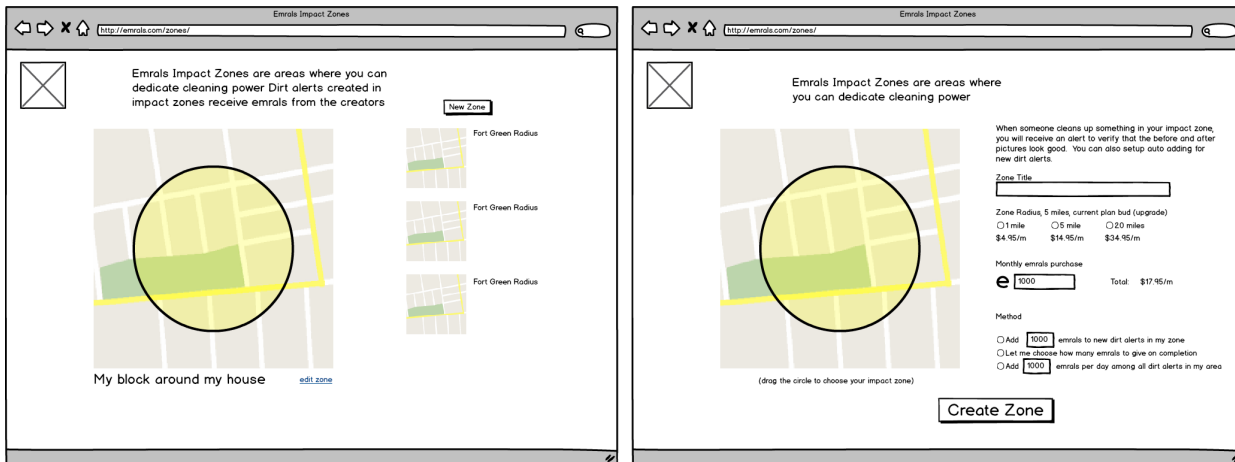 Emrals Impact Zones
http://emrals.com/zones/
Emrals Impact Zones are areas where you can
dedicate cleaning power Dirt alerts created in
impact zones receive emrals from the creators
New Zone
Fort Green Radius
Fort Green Radius
Fort Green Radius
My block around my house
edit zone
Emrals Impact Zones
http://emrals.com/zones/
Emrals Impact Zones are areas where
you can dedicate cleaning power
When someone cleans up something in your impact zone,
you will receive an alert to verify that the before and after
pictures look good. You can also setup auto adding for
new dirt alerts.
Zone Title
Zone Radius, 5 miles, current plan bud (upgrade)
1 mile 5 mile 20 miles
$4.95/m $14.95/m $34.95/m
Monthly emrals purchase
e 1000 Total: $17.95/m
Method
Add 1000 emrals to new dirt alerts in my zone
Let me choose how many emrals to give on completion
Add 1000 emrals per day among all dirt alerts in my area
(drag the circle to choose your impact zone)
Create Zone